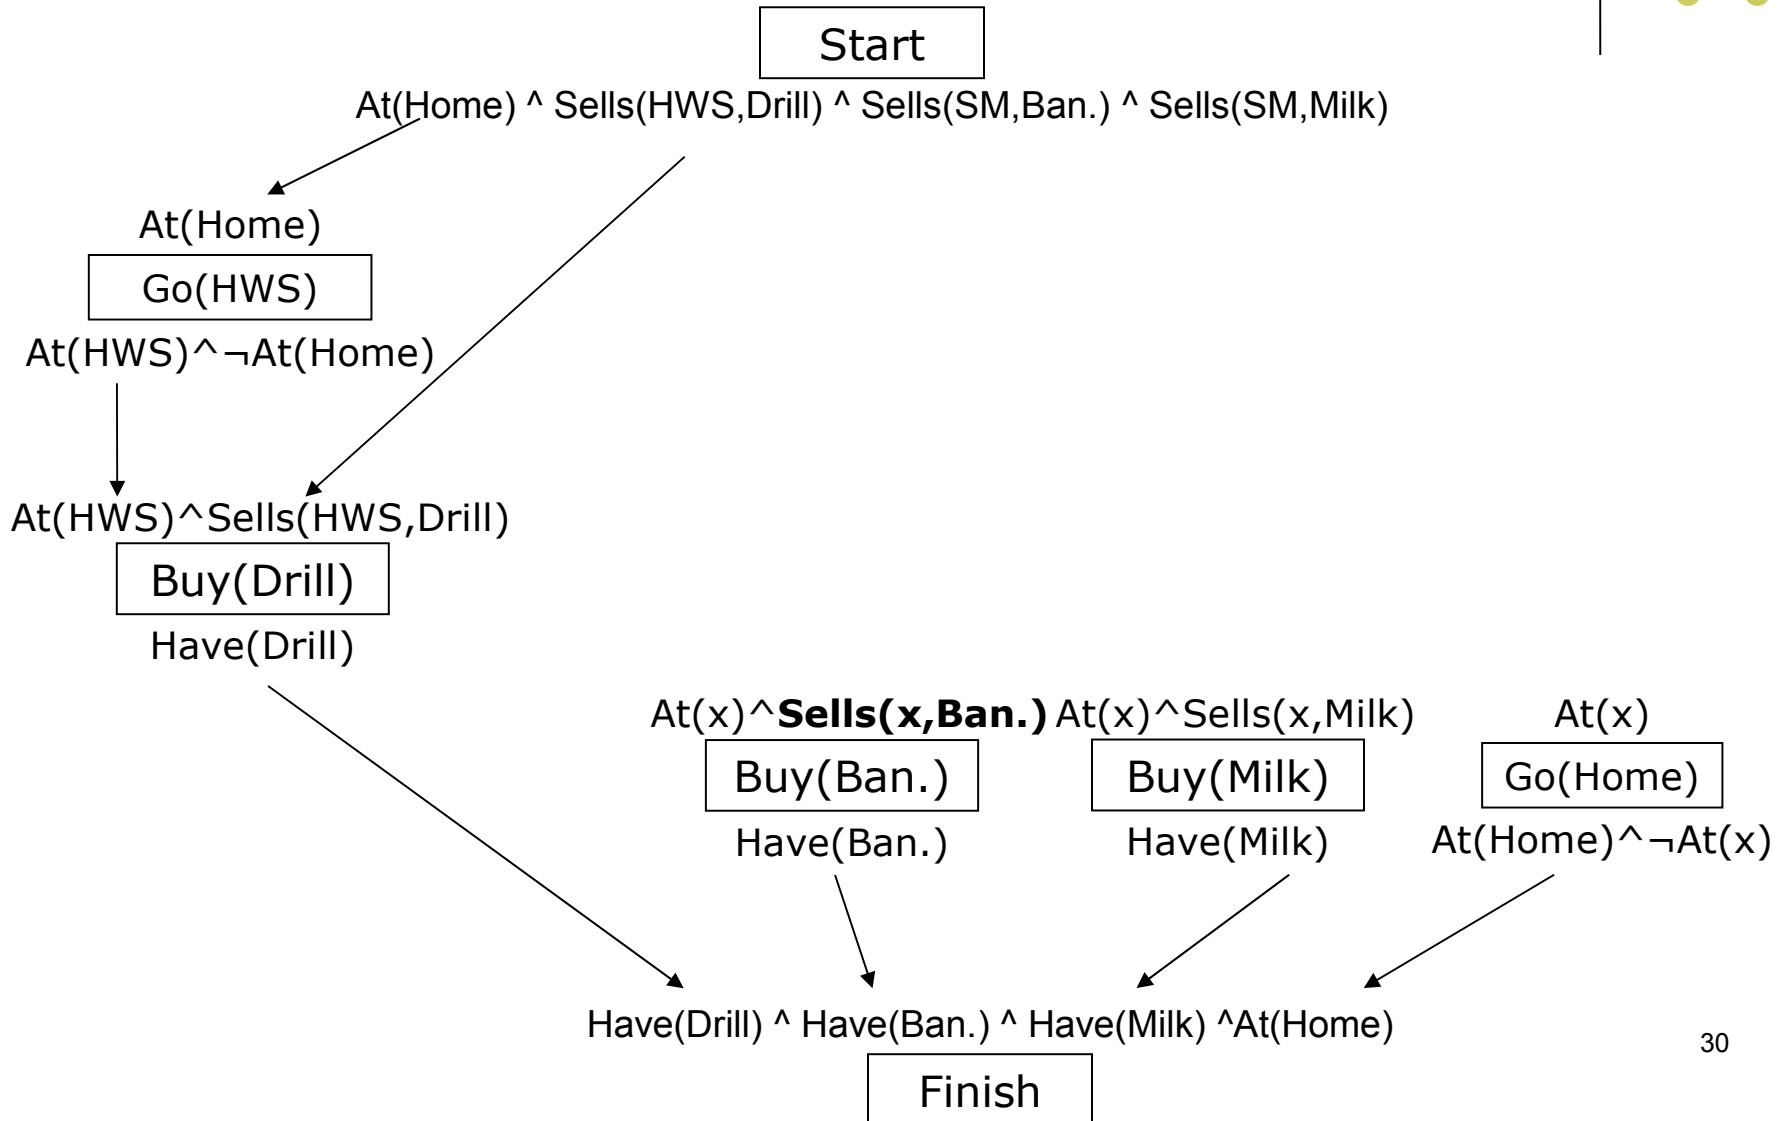 Start
At(Home) ^ Sells(HWS,Drill) ^ Sells(SM,Ban.) ^ Sells(SM,Milk)
At(Home)
Go(HWS)
At(HWS)^¬At(Home)
At(HWS)^Sells(HWS,Drill)
Buy(Drill)
Have(Drill)
At(x)^Sells(x,Ban.) At(x)^Sells(x,Milk) At(x)
Buy(Ban.) Buy(Milk) Go(Home)
Have(Ban.) Have(Milk) At(Home)^¬At(x)
Have(Drill) ^ Have(Ban.) ^ Have(Milk) ^At(Home)
30
Finish